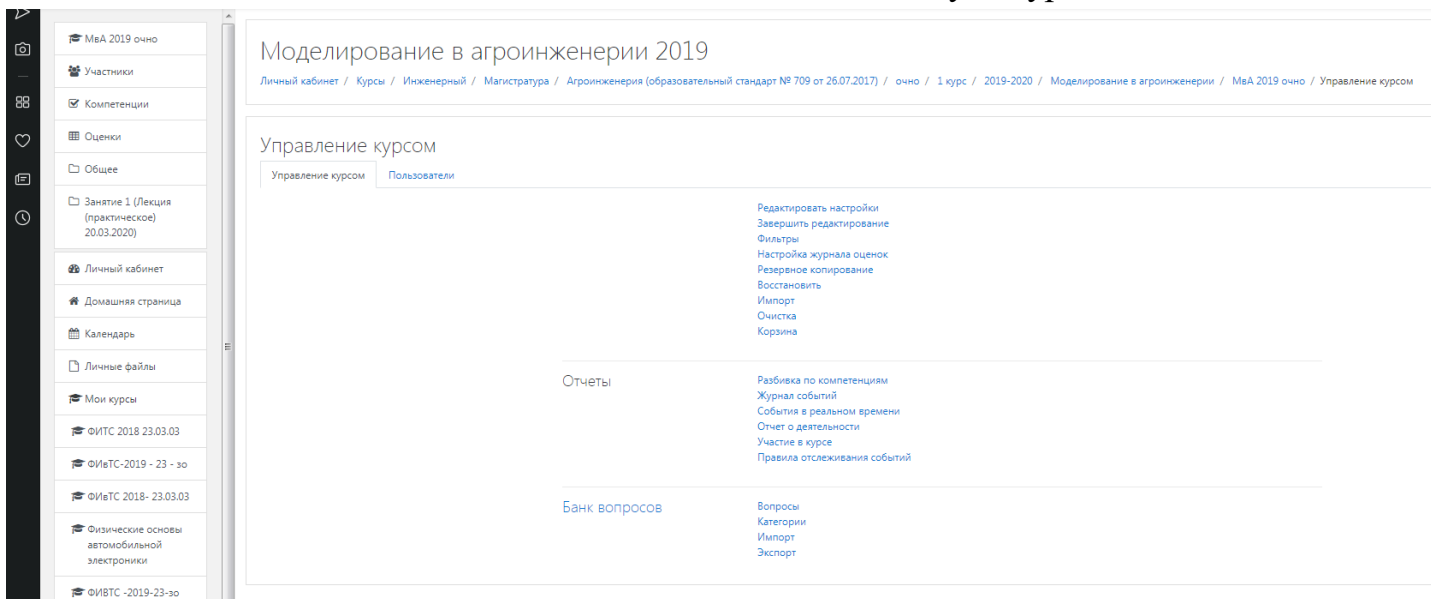 МвА 2019 очно
Участники
Компетенции
Оценки
Общее
Занятие 1 (Лекция
(практическое)
20.03.2020)
Личный кабинет
Домашняя страница
Календарь
Личные файлы
Мои курсы
ФИТС 2018 23.03.03
ФИвТС-2019 - 23 - зо
ФИвТС 2018- 23.03.03
Физические основы
автомобильной
электроники
ФИВТС -2019-23-зо
Моделирование в агроинженерии 2019
Личный кабинет / Курсы / Инженерный / Магистратура / Агроинженерия (образовательный стандарт № 709 от 26.07.2017) / очно / 1 курс / 2019-2020 / Моделирование в агроинженерии / МвА 2019 очно / Управление курсом
Управление курсом
Управление курсом Пользователи
Редактировать настройки
Завершить редактирование
Фильтры
Настройка журнала оценок
Резервное копирование
Восстановить
Импорт
Очистка
Корзина
Отчеты
Разбивка по компетенциям
Журнал событий
События в реальном времени
Отчет о деятельности
Участие в курсе
Правила отслеживания событий
Банк вопросов
Вопросы
Категории
Импорт
Экспорт